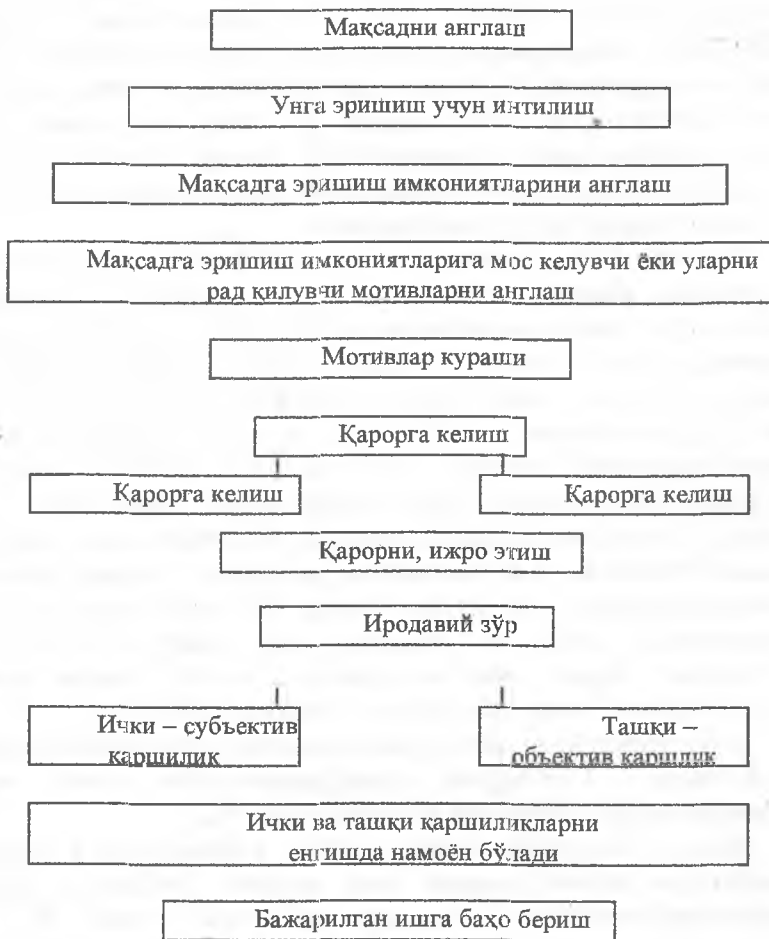 Мақсадни англаш
Унга эришиш учун интилиш
Мақсадга эришиш имкониятларини англаш
Мақсадга эришиш имкониятларига мос келувчи ёки уларни
рад қилувчи мотивларни англаш
Мотивлар кураши
Қарорга келиш
Қарорга келиш
Қарорга келиш
Қарорни, ижро этиш
Иродавий зўр
Ички – субъектив
қаршилик
Ташқи –
объектив қаршлик
Ички ва ташқи қаршиликларни
енгишда намоён бўлади
Бажарилган ишга баҳо бериш